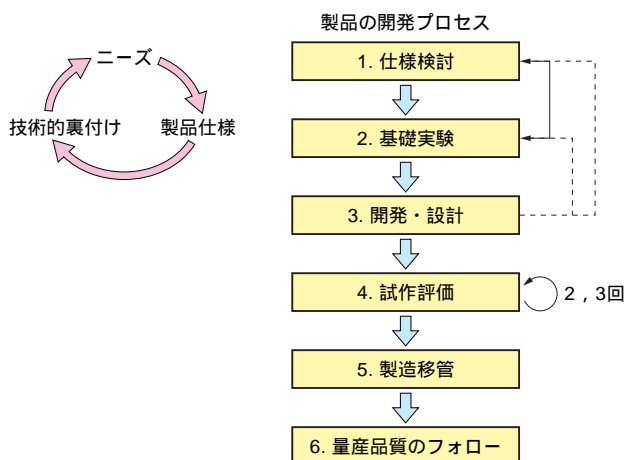 製品の開発プロセス
ニーズ
技術的裏付け
製品仕様
1. 仕様検討
2. 基礎実験
3. 開発・設計
4. 試作評価
2，3回
5. 製造移管
6. 量産品質のフォロー